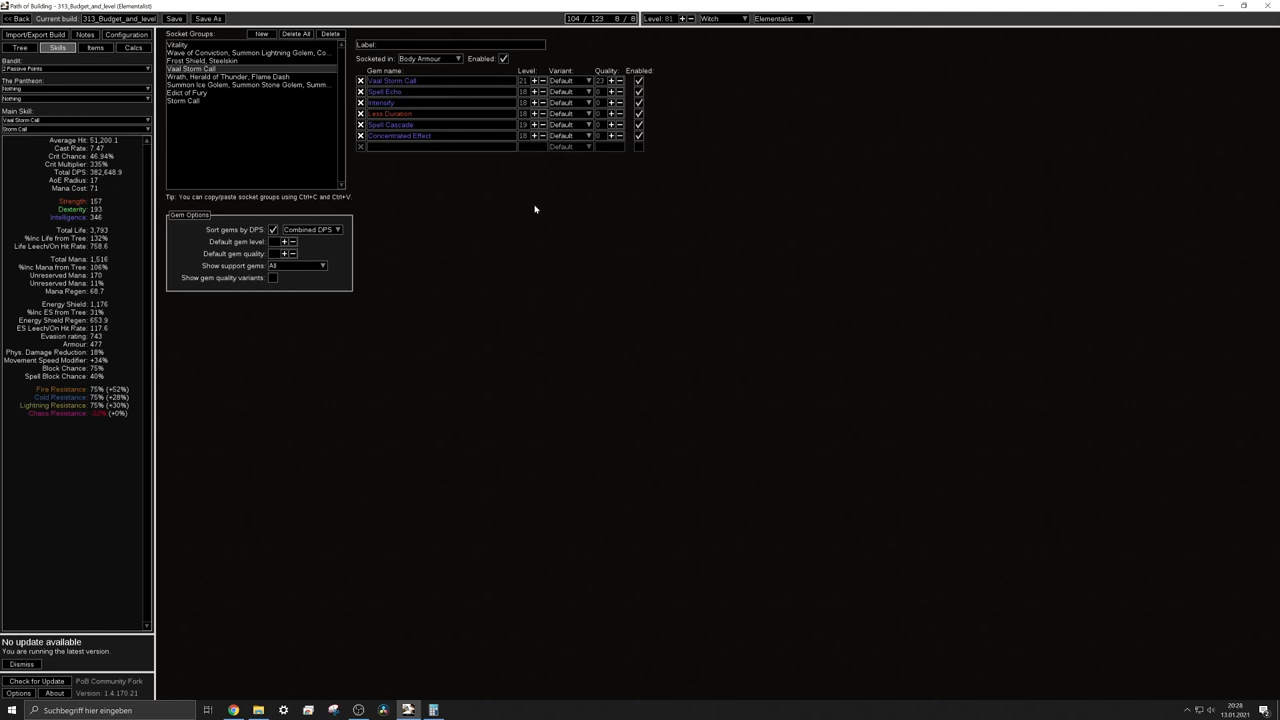 Path of Building - 313_Budget_and_level (Elementalist)
<< Back Current build: 313_Budget_and_level Save Save As 104 / 123 8 / 8 Level: 81 Witch Elementalist
Import/Export Build Notes Configuration
Tree Skills Items Calcs
Bandit:
2 Passive Points
The Pantheon:
Nothing
Nothing
Main Skill:
Vaal Storm Call
Storm Call
Average Hit: 51,200.1
Cast Rate: 7.47
Crit Chance: 46.94%
Crit Multiplier: 335%
Total DPS: 382,648.9
AoE Radius: 17
Mana Cost: 71
Strength: 157
Dexterity: 193
Intelligence: 346
Total Life: 3,793
%Inc Life from Tree: 132%
Life Leech/On Hit Rate: 758.6
Total Mana: 1,516
%Inc Mana from Tree: 106%
Unreserved Mana: 170
Unreserved Mana: 11%
Mana Regen: 68.7
Energy Shield: 1,176
%Inc ES from Tree: 31%
Energy Shield Regen: 653.9
ES Leech/On Hit Rate: 117.6
Evasion rating: 743
Armour: 477
Phys. Damage Reduction: 18%
Movement Speed Modifier: +34%
Block Chance: 75%
Spell Block Chance: 40%
Fire Resistance: 75% (+52%)
Cold Resistance: 75% (+28%)
Lightning Resistance: 75% (+30%)
Chaos Resistance: (+0%)
No update available
You are running the latest version.
Dismiss
Check for Update PoB Community Fork
Options About Version: 1.4.170.21
Socket Groups: New Delete All Delete
Vitality
Wave of Conviction, Summon Lightning Golem, Co...
Frost Shield, Steelskin
Vaal Storm Call
Wrath, Herald of Thunder, Flame Dash
Summon Ice Golem, Summon Stone Golem, Summ...
Edict of Fury
Storm Call
Tip: You can copy/paste socket groups using Ctrl+C and Ctrl+V.
Gem Options
Sort gems by DPS: Combined DPS
Default gem level:
Default gem quality:
Show support gems: All
Show gem quality variants:
Label:
Socketed in: Body Armour Enabled:
Gem name: Level: Variant: Quality: Enabled:
Vaal Storm Call 21 Default 23
Spell Echo 18 Default 0
Intensify 18 Default 0
Less Duration 18 Default 0
Spell Cascade 19 Default 0
Concentrated Effect 18 Default 0
Default
Suchbegriff hier eingeben
20:28
13.01.2021